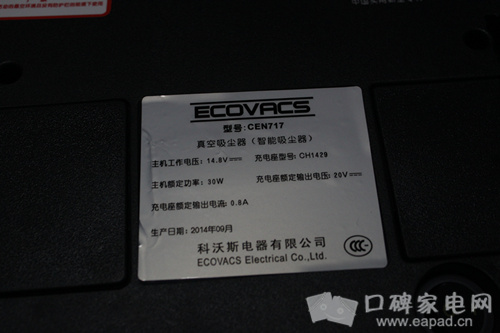 ECOVACS
型号:CEN717
真空吸尘器（智能吸尘器）
主机工作电压：14.8V⎓ 充电座型号：CH1429
主机额定功率：30W 充电座额定输出电压：20V⎓
充电座额定输出电流：0.8A
生产日期：2014年09月
科沃斯电器有限公司
ECOVACS Electrical Co., Ltd.
CCC
口碑家电网
www.eapad.cn